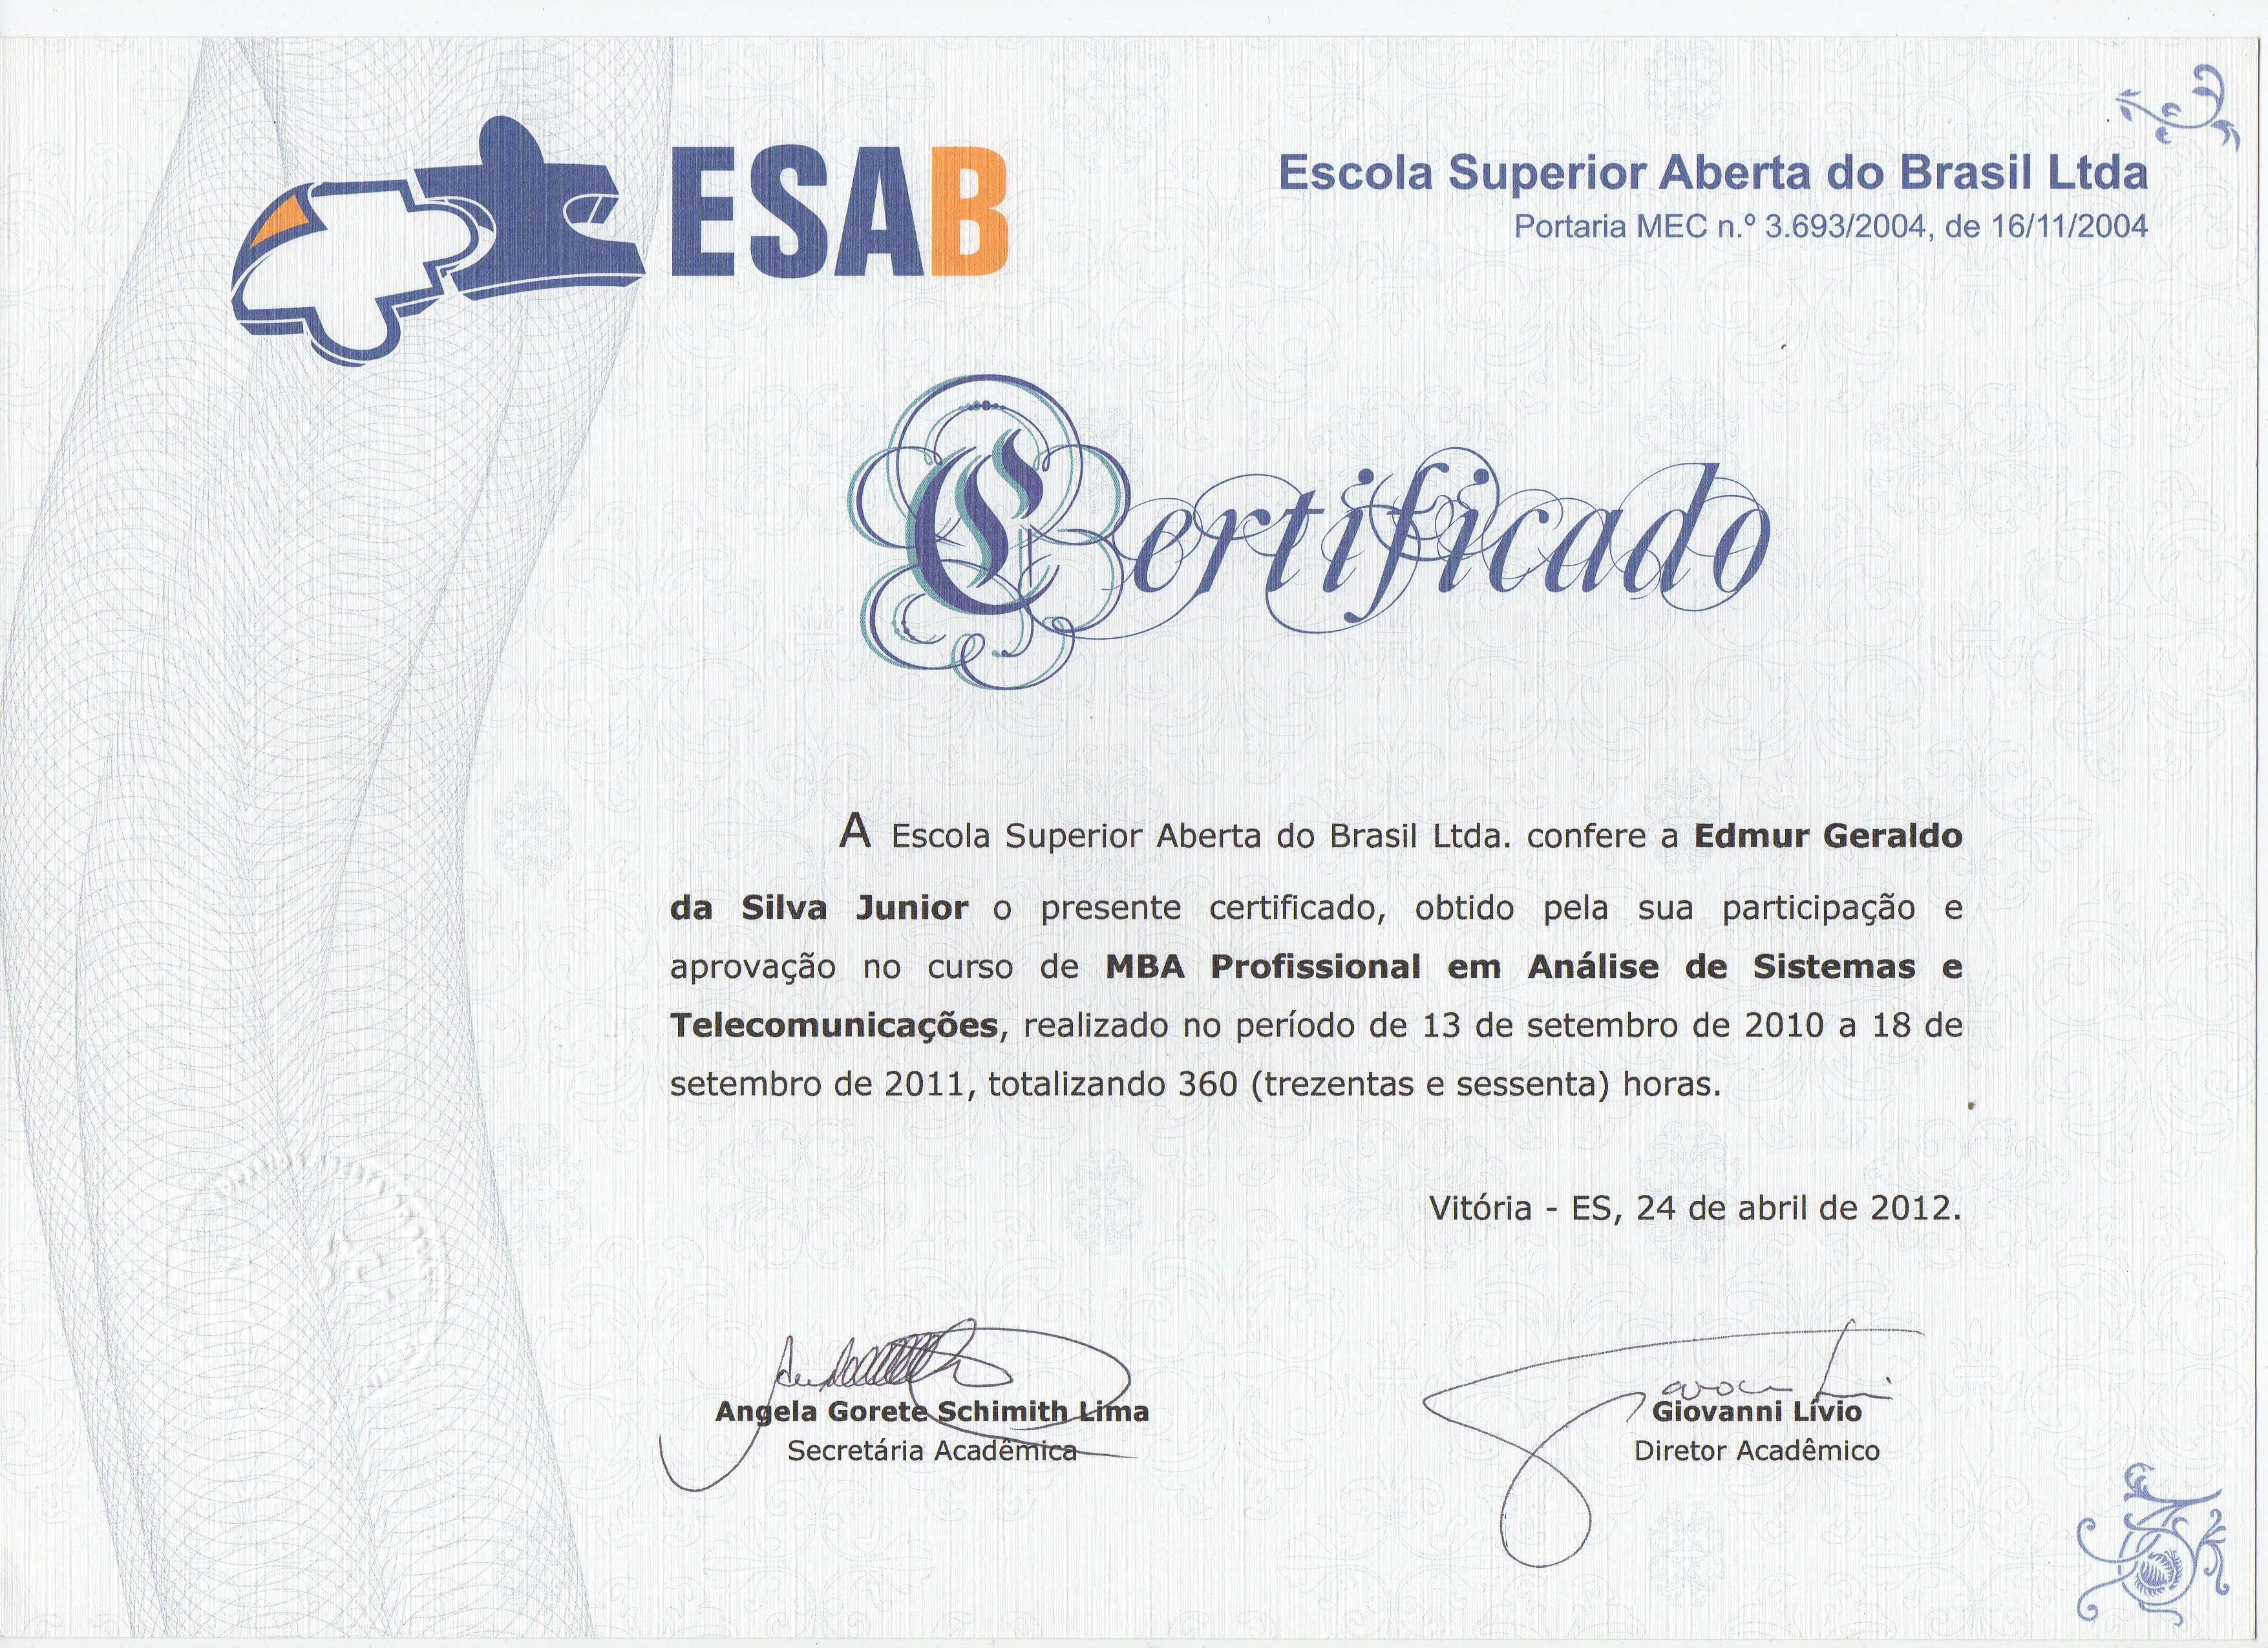 ESAB
Escola Superior Aberta do Brasil Ltda
Portaria MEC n.º 3.693/2004, de 16/11/2004
Certificado
A Escola Superior Aberta do Brasil Ltda. confere a Edmur Geraldo
da Silva Junior o presente certificado, obtido pela sua participação e
aprovação no curso de MBA Profissional em Análise de Sistemas e
Telecomunicações, realizado no período de 13 de setembro de 2010 a 18 de
setembro de 2011, totalizando 360 (trezentas e sessenta) horas.
Vitória - ES, 24 de abril de 2012.
Angela Gorete Schimith Lima
Secretária Acadêmica
Giovanni Lívio
Diretor Acadêmico